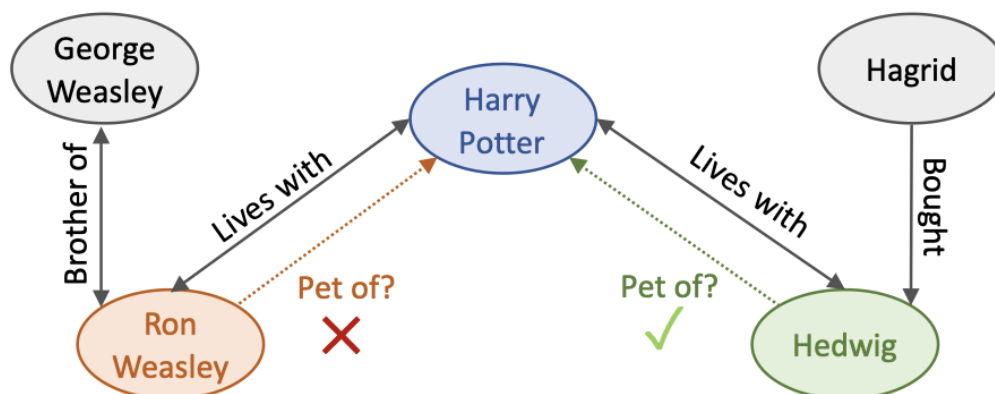 George
Weasley
Harry
Potter
Hagrid
Brother of
Lives with
Lives with
Bought
Pet of?
Pet of?
Ron
Weasley
Hedwig